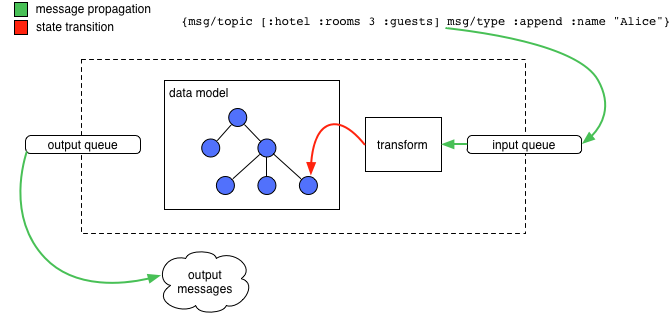 message propagation
state transition
{msg/topic [:hotel :rooms 3 :guests] msg/type :append :name "Alice"}
data model
output queue
transform
input queue
output
messages